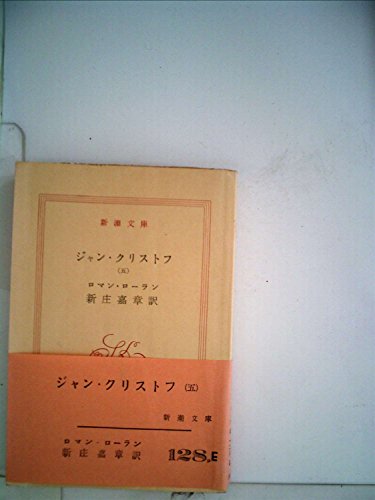 新潮文庫
ジャン・クリストフ
(五)
ロマン・ローラン
新庄嘉章訳
ジャン・クリストフ (五)
新潮文庫
ロマン・ローラン
新庄嘉章訳
128.E